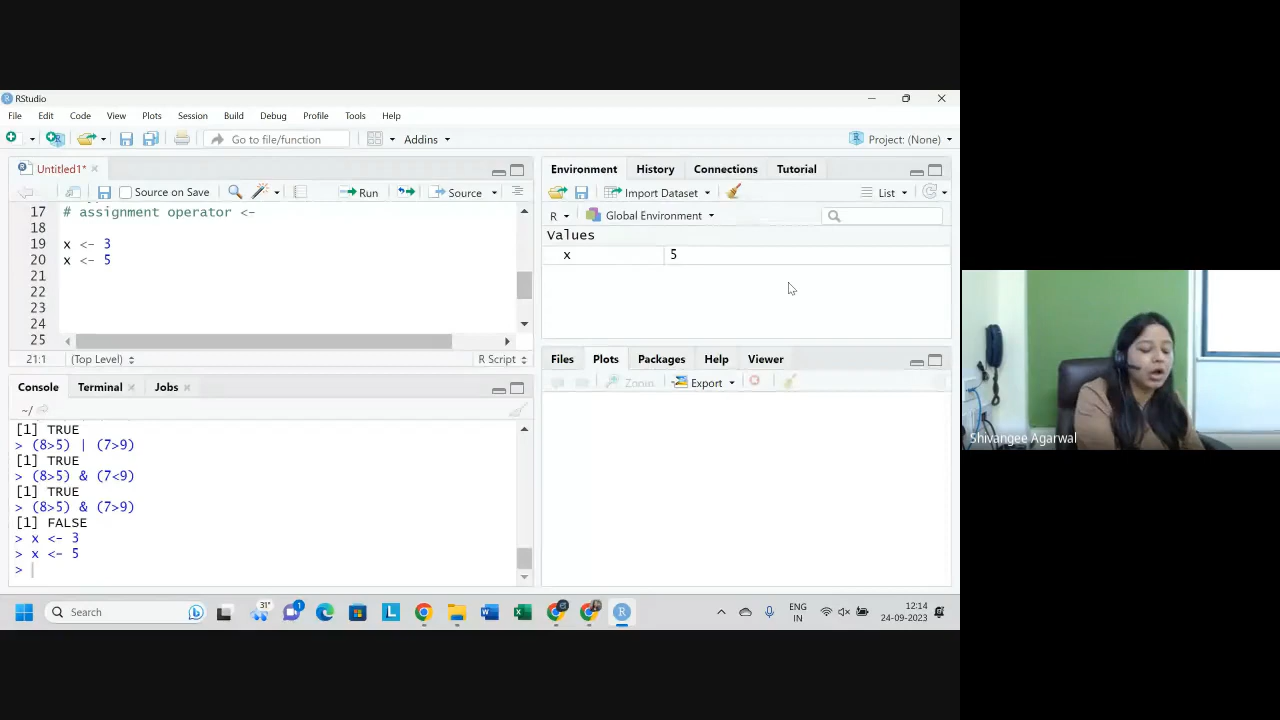 RStudio
File Edit Code View Plots Session Build Debug Profile Tools Help
Go to file/function Addins Project: (None)
Untitled1*
Source on Save Run Source
17 # assignment operator <-
18
19 x <- 3
20 x <- 5
21
22
23
24
25
21:1 (Top Level) R Script
Console Terminal Jobs
~/
[1] TRUE
> (8>5) | (7>9)
[1] TRUE
> (8>5) & (7<9)
[1] TRUE
> (8>5) & (7>9)
[1] FALSE
> x <- 3
> x <- 5
>
Environment History Connections Tutorial
Import Dataset List
R Global Environment
Values
x 5
Files Plots Packages Help Viewer
Zoom Export
Shivangee Agarwal
Search 31° 1 ENG IN 12:14 24-09-2023